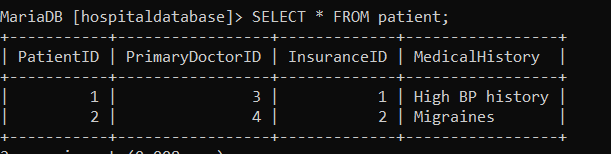 MariaDB [hospitaldatabase]> SELECT * FROM patient;
+-----------+-----------------+-------------+-----------------+
| PatientID | PrimaryDoctorID | InsuranceID | MedicalHistory  |
+-----------+-----------------+-------------+-----------------+
|         1 |               3 |           1 | High BP history |
|         2 |               4 |           2 | Migraines       |
+-----------+-----------------+-------------+-----------------+